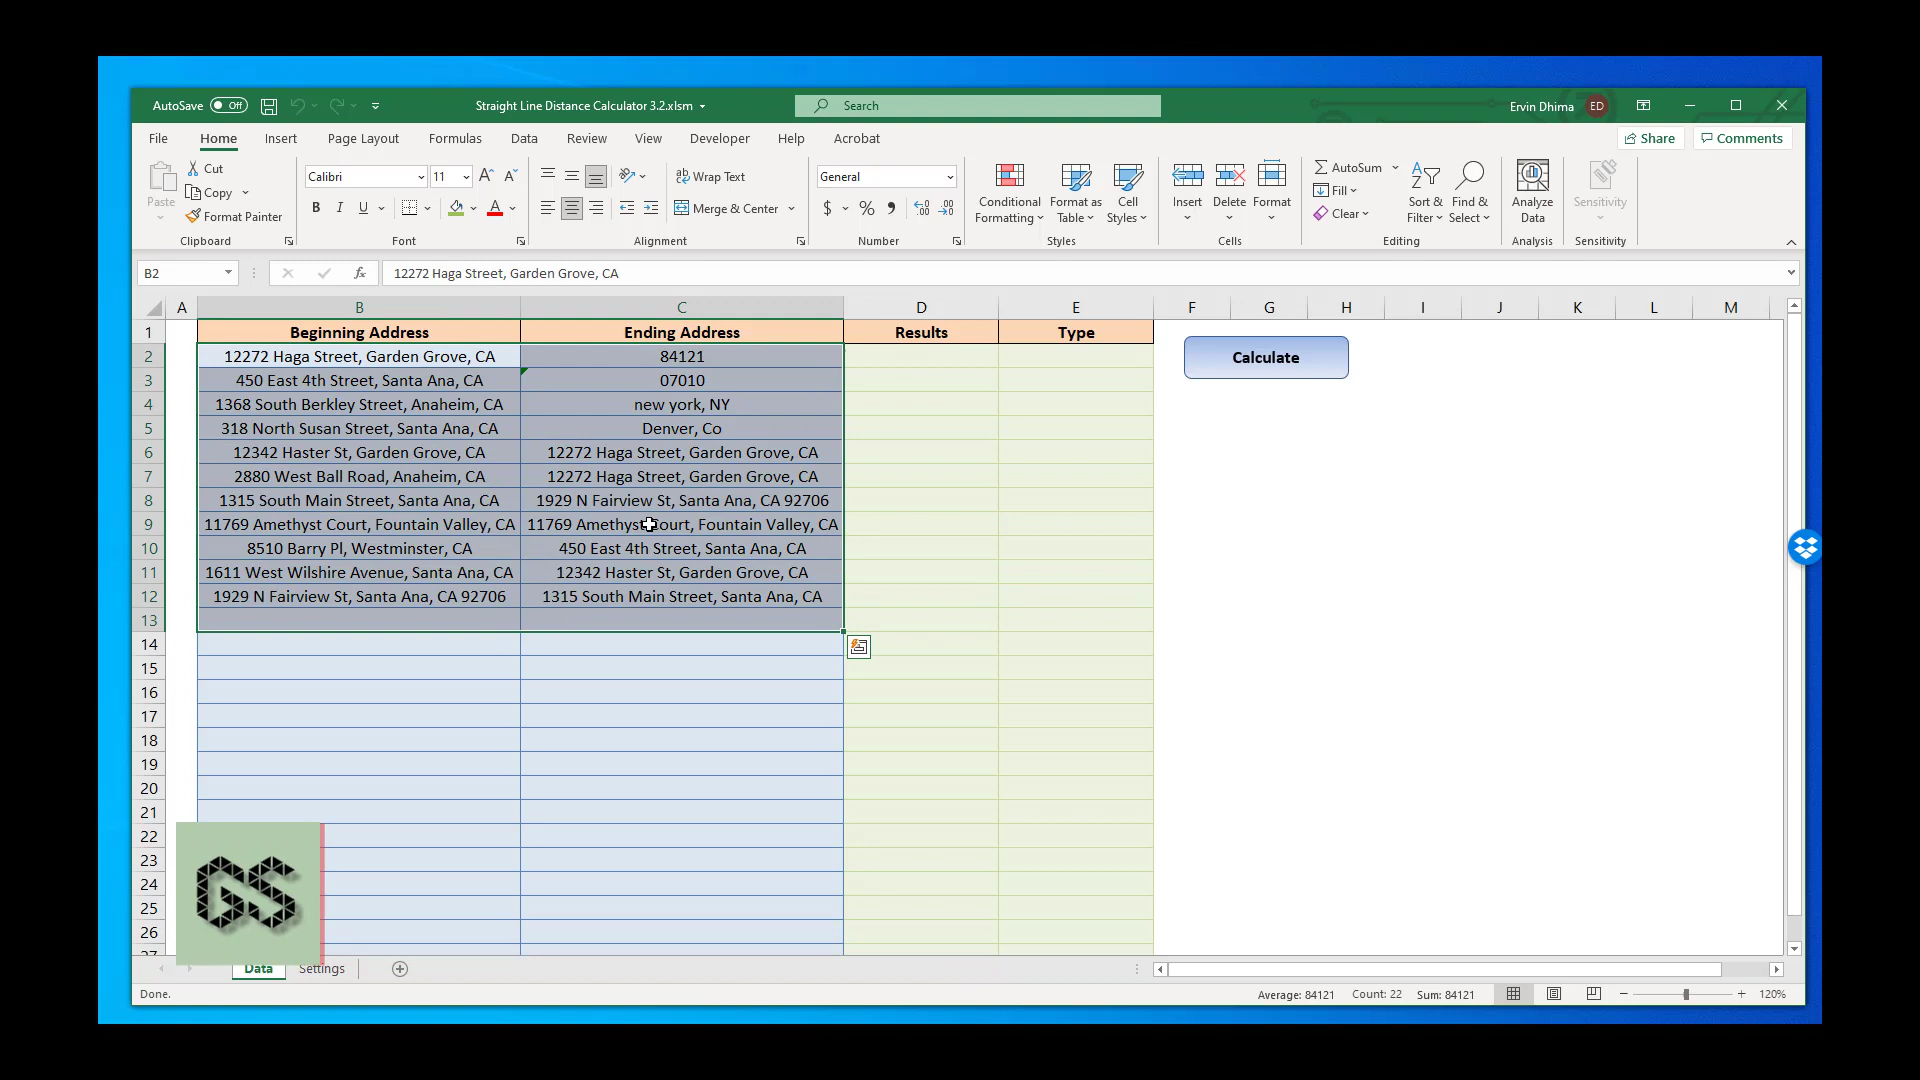 AutoSave Off Straight Line Distance Calculator 3.2.xlsm Search Ervin Dhima ED
File Home Insert Page Layout Formulas Data Review View Developer Help Acrobat Share Comments
Paste Cut Copy Format Painter Clipboard
Calibri 11 B I U A Font
Wrap Text Merge & Center Alignment
General $ % Number
Conditional Formatting Format as Table Cell Styles Styles
Insert Delete Format Cells
AutoSum Fill Clear Sort & Filter Find & Select Editing
Analyze Data Analysis
Sensitivity Sensitivity
B2 fx 12272 Haga Street, Garden Grove, CA
A B C D E F G H I J K L M
1 Beginning Address Ending Address Results Type
2 12272 Haga Street, Garden Grove, CA 84121 Calculate
3 450 East 4th Street, Santa Ana, CA 07010
4 1368 South Berkley Street, Anaheim, CA new york, NY
5 318 North Susan Street, Santa Ana, CA Denver, Co
6 12342 Haster St, Garden Grove, CA 12272 Haga Street, Garden Grove, CA
7 2880 West Ball Road, Anaheim, CA 12272 Haga Street, Garden Grove, CA
8 1315 South Main Street, Santa Ana, CA 1929 N Fairview St, Santa Ana, CA 92706
9 11769 Amethyst Court, Fountain Valley, CA 11769 Amethyst Court, Fountain Valley, CA
10 8510 Barry Pl, Westminster, CA 450 East 4th Street, Santa Ana, CA
11 1611 West Wilshire Avenue, Santa Ana, CA 12342 Haster St, Garden Grove, CA
12 1929 N Fairview St, Santa Ana, CA 92706 1315 South Main Street, Santa Ana, CA
13
14
15
16
17
18
19
20
21
22
23
24
25
26
GS
Data Settings
Done. Average: 84121 Count: 22 Sum: 84121 120%